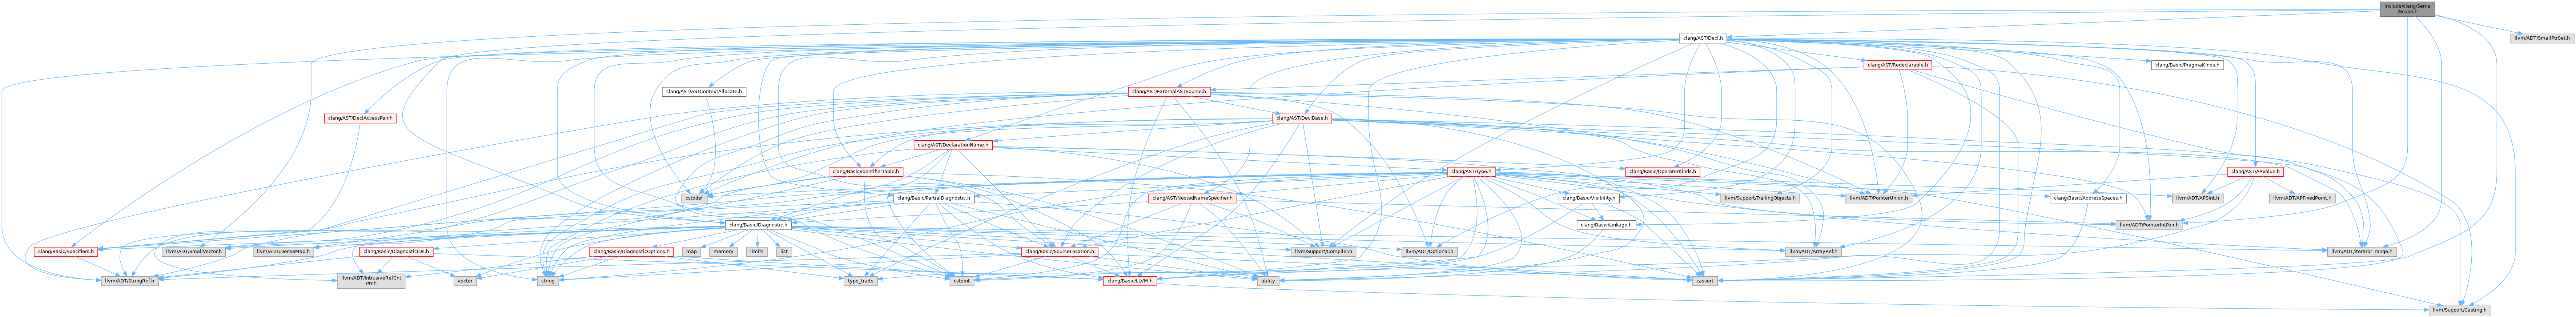 include/clang/Sema
/Scope.h
clang/AST/Decl.h
llvm/ADT/SmallPtrSet.h
clang/AST/Redeclarable.h
clang/Basic/PragmaKinds.h
clang/AST/ASTContextAllocate.h
clang/AST/ExternalASTSource.h
clang/AST/DeclAccessPair.h
clang/AST/DeclBase.h
clang/AST/DeclarationName.h
clang/Basic/IdentifierTable.h
clang/AST/Type.h
clang/Basic/OperatorKinds.h
clang/AST/APValue.h
cstddef
clang/Basic/PartialDiagnostic.h
clang/AST/NestedNameSpecifier.h
clang/Basic/Visibility.h
llvm/Support/TrailingObjects.h
llvm/ADT/PointerUnion.h
clang/Basic/AddressSpaces.h
llvm/ADT/APSInt.h
llvm/ADT/APFixedPoint.h
clang/Basic/Diagnostic.h
clang/Basic/Linkage.h
llvm/ADT/PointerIntPair.h
clang/Basic/Specifiers.h
llvm/ADT/SmallVector.h
llvm/ADT/DenseMap.h
clang/Basic/DiagnosticIDs.h
clang/Basic/DiagnosticOptions.h
map
memory
limits
list
clang/Basic/SourceLocation.h
llvm/Support/Compiler.h
llvm/ADT/Optional.h
llvm/ADT/ArrayRef.h
llvm/ADT/iterator_range.h
llvm/ADT/StringRef.h
llvm/ADT/IntrusiveRefCnt
Ptr.h
vector
string
type_traits
cstdint
clang/Basic/LLVM.h
utility
cassert
llvm/Support/Casting.h